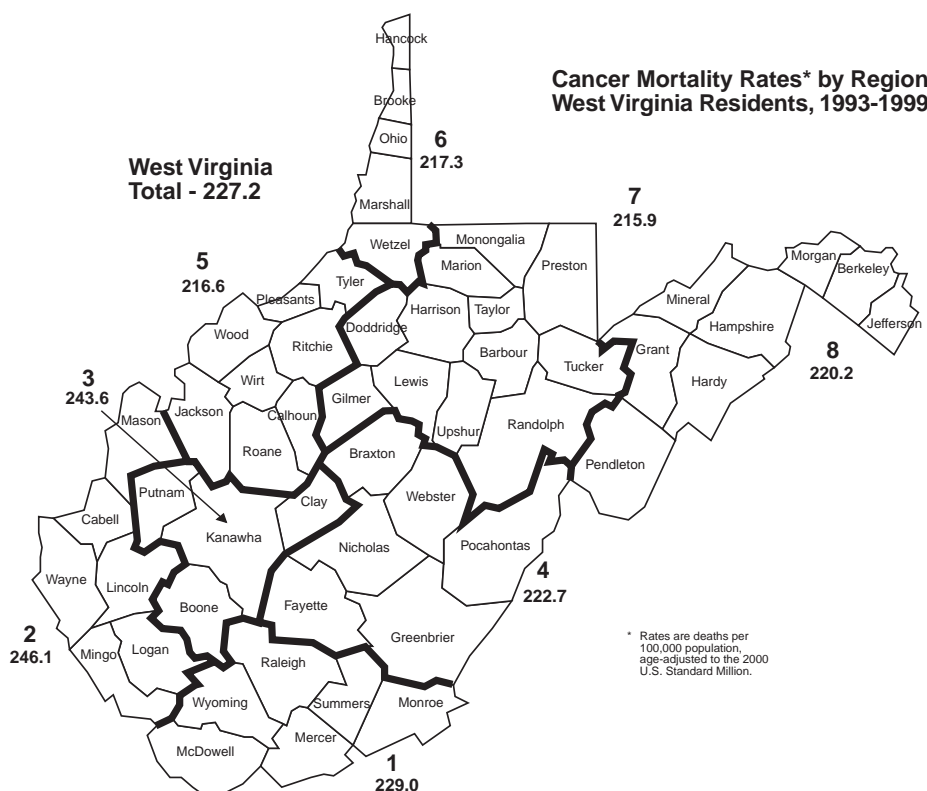 Hancock
Cancer Mortality Rates* by Region
West Virginia Residents, 1993-1999
Brooke
Ohio
6
217.3
West Virginia
Total - 227.2
Marshall
7
215.9
Wetzel
Monongalia
Marion
Preston
Morgan
Berkeley
5
216.6
Tyler
Pleasants
Harrison
Taylor
Mineral
Hampshire
Jefferson
Wood
Ritchie
Doddridge
Barbour
Tucker
Grant
8
220.2
3
243.6
Wirt
Lewis
Hardy
Mason
Jackson
Calhoun
Gilmer
Upshur
Randolph
Roane
Braxton
Pendleton
Putnam
Clay
Webster
Cabell
Kanawha
Nicholas
Pocahontas
4
222.7
Wayne
Lincoln
Boone
Fayette
2
246.1
Mingo
Logan
Raleigh
Greenbrier
* Rates are deaths per
100,000 population,
age-adjusted to the 2000
U.S. Standard Million.
Wyoming
Summers
Monroe
McDowell
Mercer
1
229.0